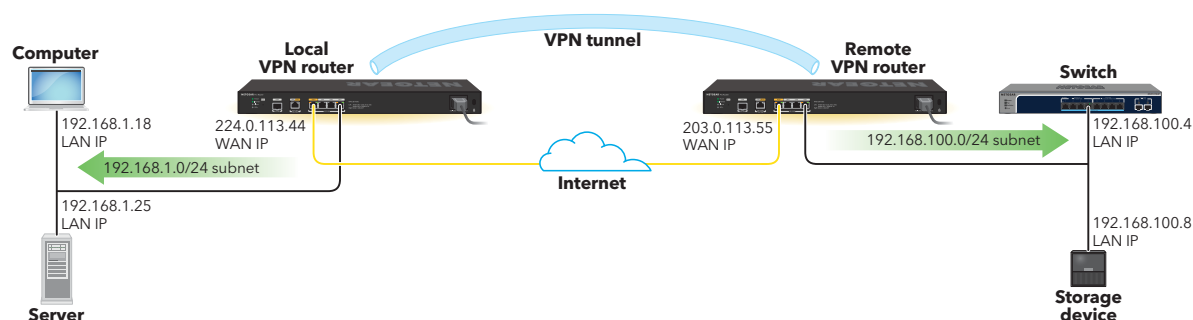 VPN tunnel
Computer
Local
VPN router
Remote
VPN router
Switch
NETGEAR
NETGEAR
192.168.1.18
LAN IP
224.0.113.44
WAN IP
203.0.113.55
WAN IP
192.168.100.4
LAN IP
192.168.1.0/24 subnet
192.168.100.0/24 subnet
Internet
192.168.1.25
LAN IP
192.168.100.8
LAN IP
Server
Storage
device